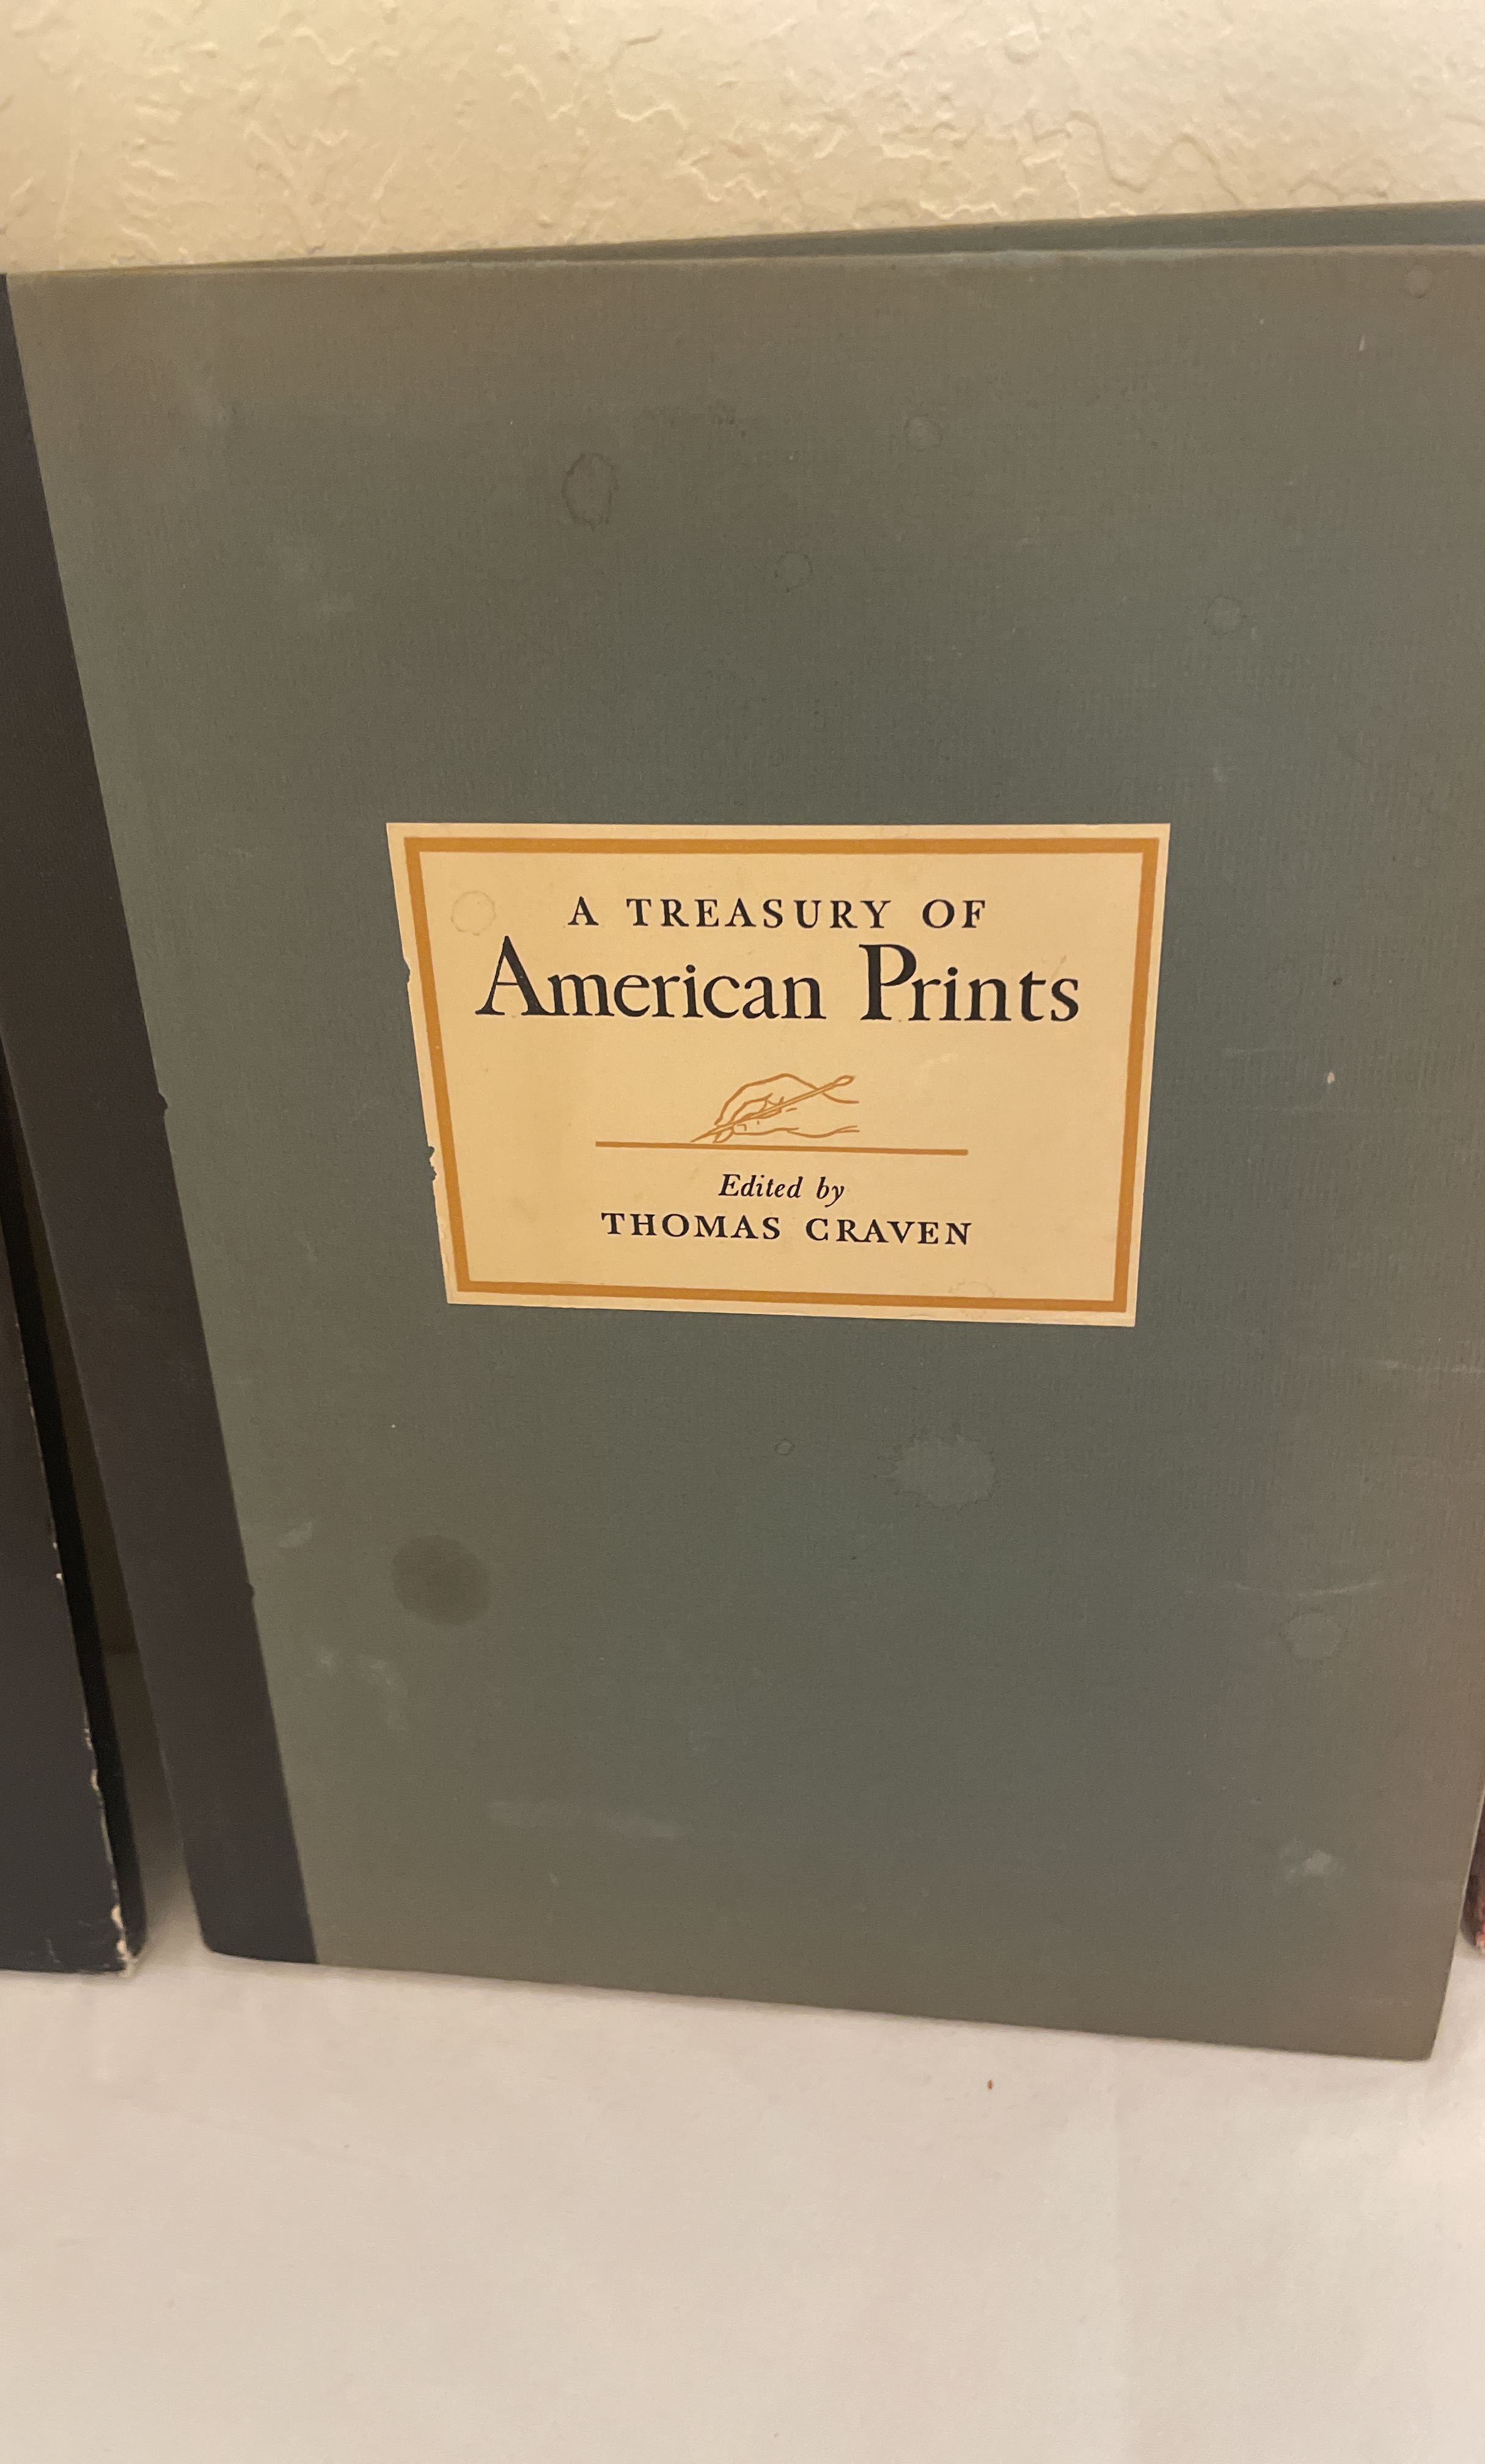 A TREASURY OF
American Prints
Edited by
THOMAS CRAVEN